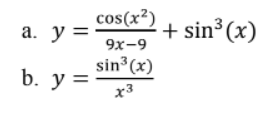 a. y = cos(x²)/(9x−9) + sin³(x)
b. y = sin³(x)/x³